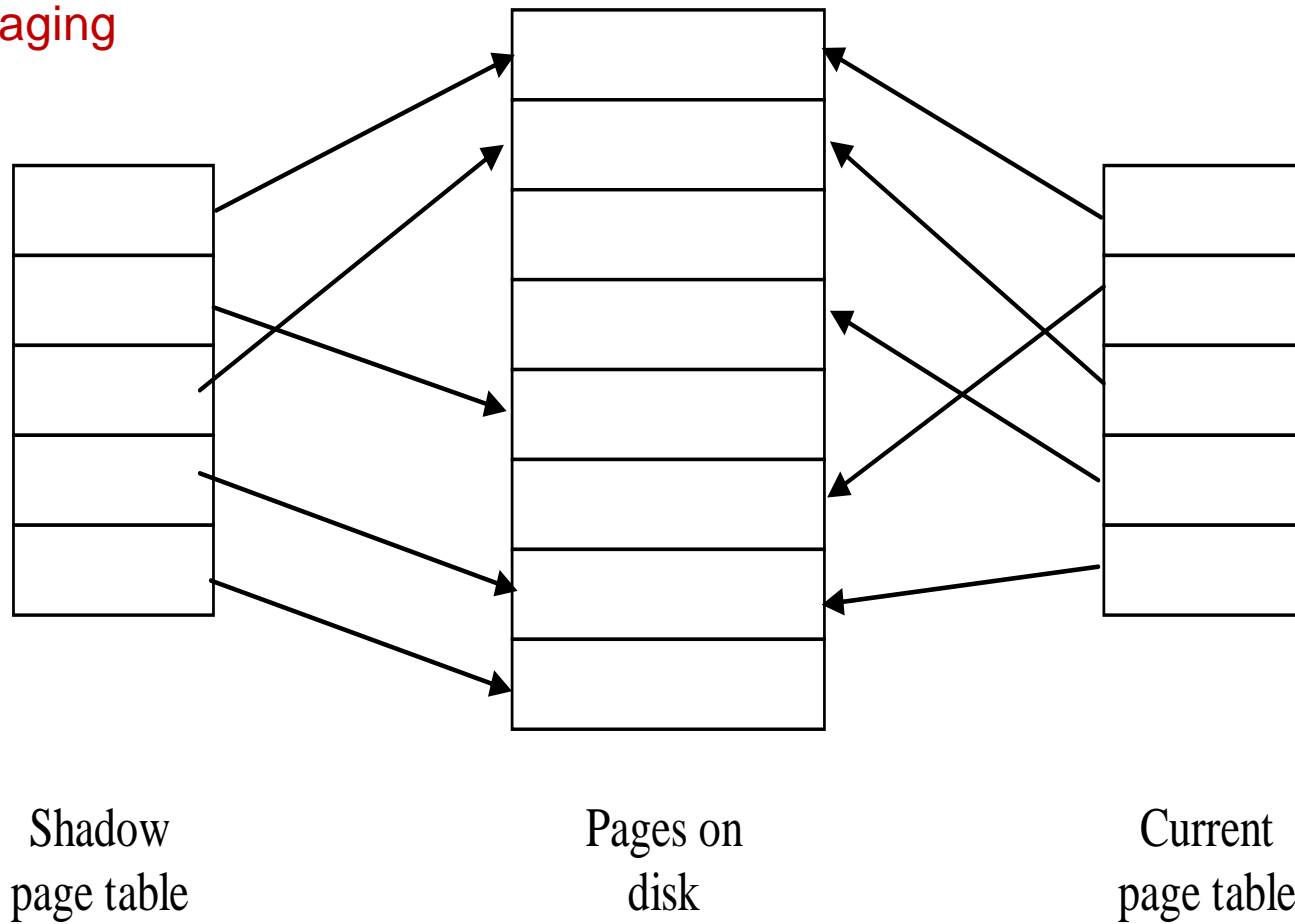 aging
Shadow
page table
Pages on
disk
Current
page table